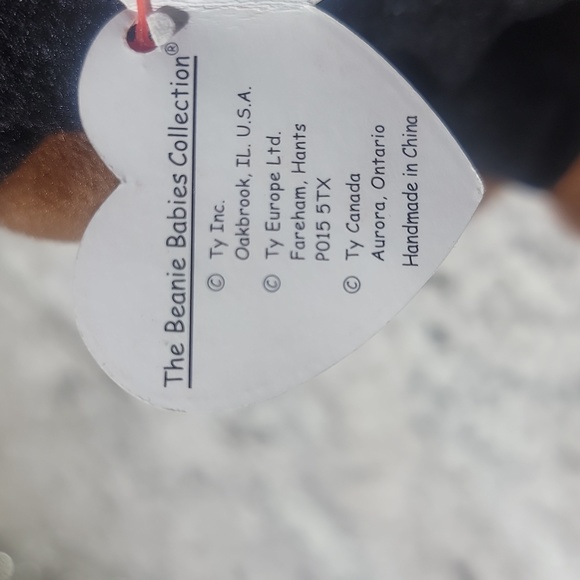 The Beanie Babies Collection®
© Ty Inc.
Oakbrook, IL. U.S.A.
© Ty Europe Ltd.
Fareham, Hants
P015 5TX
© Ty Canada
Aurora, Ontario
Handmade in China